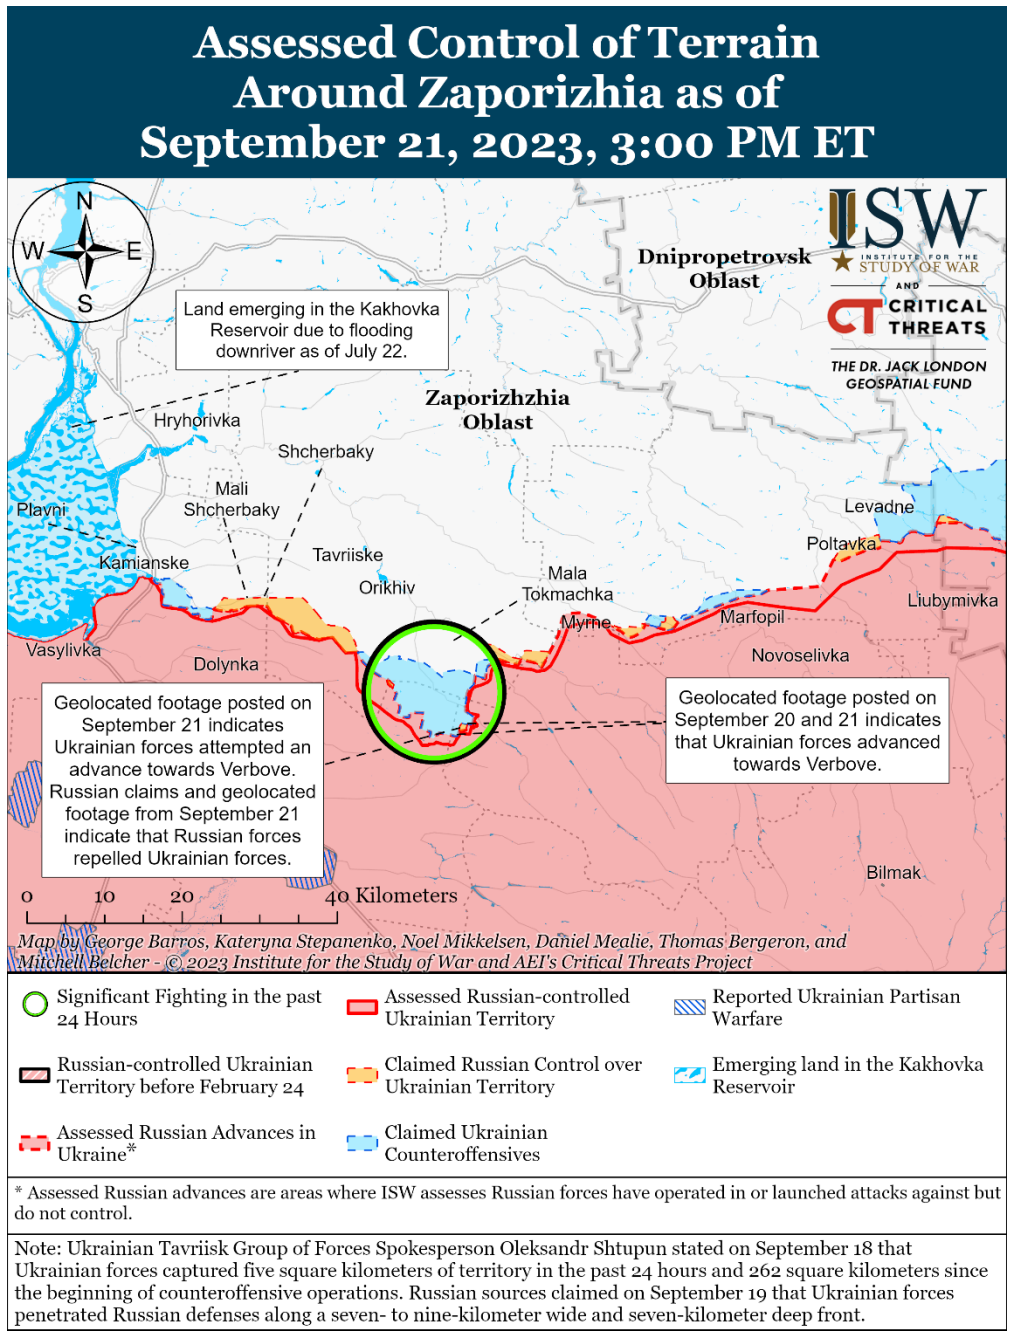 Assessed Control of Terrain
Around Zaporizhia as of
September 21, 2023, 3:00 PM ET
N
W
E
S
ISW
INSTITUTE FOR THE
STUDY OF WAR
AND
CT CRITICAL
THREATS
THE DR. JACK LONDON
GEOSPATIAL FUND
Dnipropetrovsk
Oblast
Land emerging in the Kakhovka
Reservoir due to flooding
downriver as of July 22.
Zaporizhzhia
Oblast
Hryhorivka
Shcherbaky
Mali
Shcherbaky
Plavni
Levadne
Poltavka
Kamianske
Tavriiske
Orikhiv
Mala
Tokmachka
Liubymivka
Myrne
Marfopil
Vasylivka
Dolynka
Novoselivka
Geolocated footage posted on
September 21 indicates
Ukrainian forces attempted an
advance towards Verbove.
Russian claims and geolocated
footage from September 21
indicate that Russian forces
repelled Ukrainian forces.
Geolocated footage posted on
September 20 and 21 indicates
that Ukrainian forces advanced
towards Verbove.
Bilmak
0 10 20 40 Kilometers
Map by George Barros, Kateryna Stepanenko, Noel Mikkelsen, Daniel Mealie, Thomas Bergeron, and
Mitchell Belcher - © 2023 Institute for the Study of War and AEI's Critical Threats Project
Significant Fighting in the past
24 Hours
Russian-controlled Ukrainian
Territory before February 24
Assessed Russian Advances in
Ukraine*
Assessed Russian-controlled
Ukrainian Territory
Claimed Russian Control over
Ukrainian Territory
Claimed Ukrainian
Counteroffensives
Reported Ukrainian Partisan
Warfare
Emerging land in the Kakhovka
Reservoir
* Assessed Russian advances are areas where ISW assesses Russian forces have operated in or launched attacks against but
do not control.
Note: Ukrainian Tavriisk Group of Forces Spokesperson Oleksandr Shtupun stated on September 18 that
Ukrainian forces captured five square kilometers of territory in the past 24 hours and 262 square kilometers since
the beginning of counteroffensive operations. Russian sources claimed on September 19 that Ukrainian forces
penetrated Russian defenses along a seven- to nine-kilometer wide and seven-kilometer deep front.